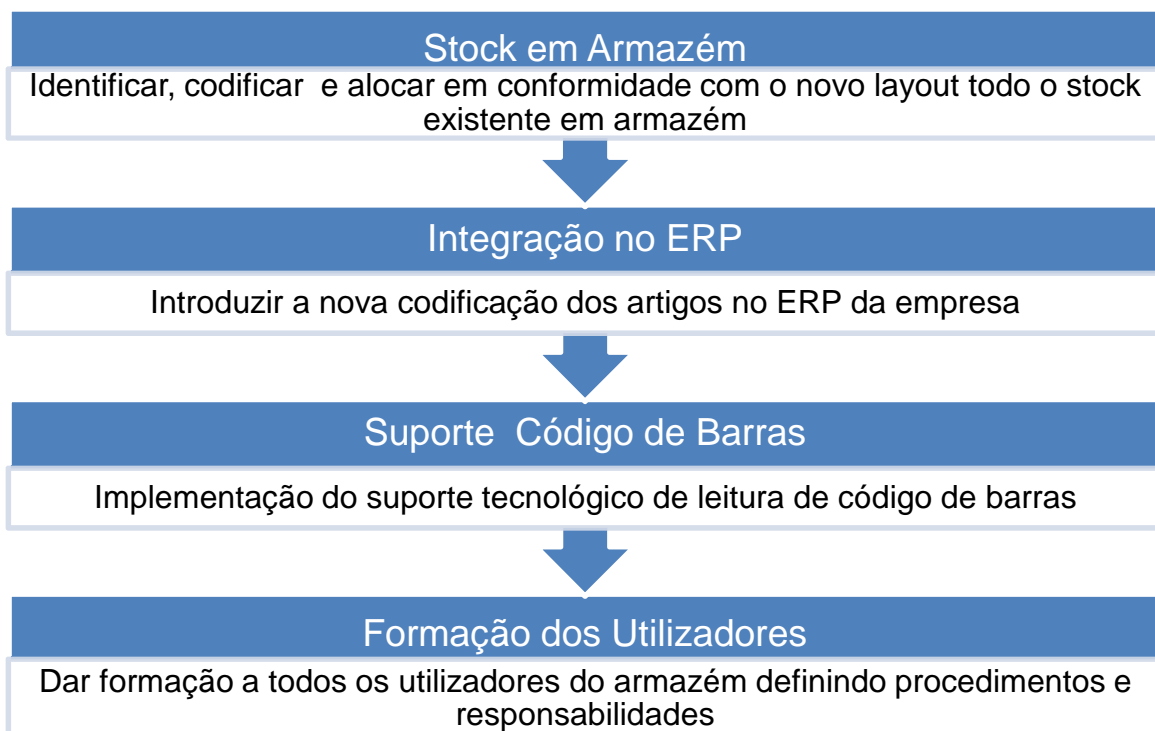 Stock em Armazém
Identificar, codificar e alocar em conformidade com o novo layout todo o stock
existente em armazém
Integração no ERP
Introduzir a nova codificação dos artigos no ERP da empresa
Suporte Código de Barras
Implementação do suporte tecnológico de leitura de código de barras
Formação dos Utilizadores
Dar formação a todos os utilizadores do armazém definindo procedimentos e
responsabilidades